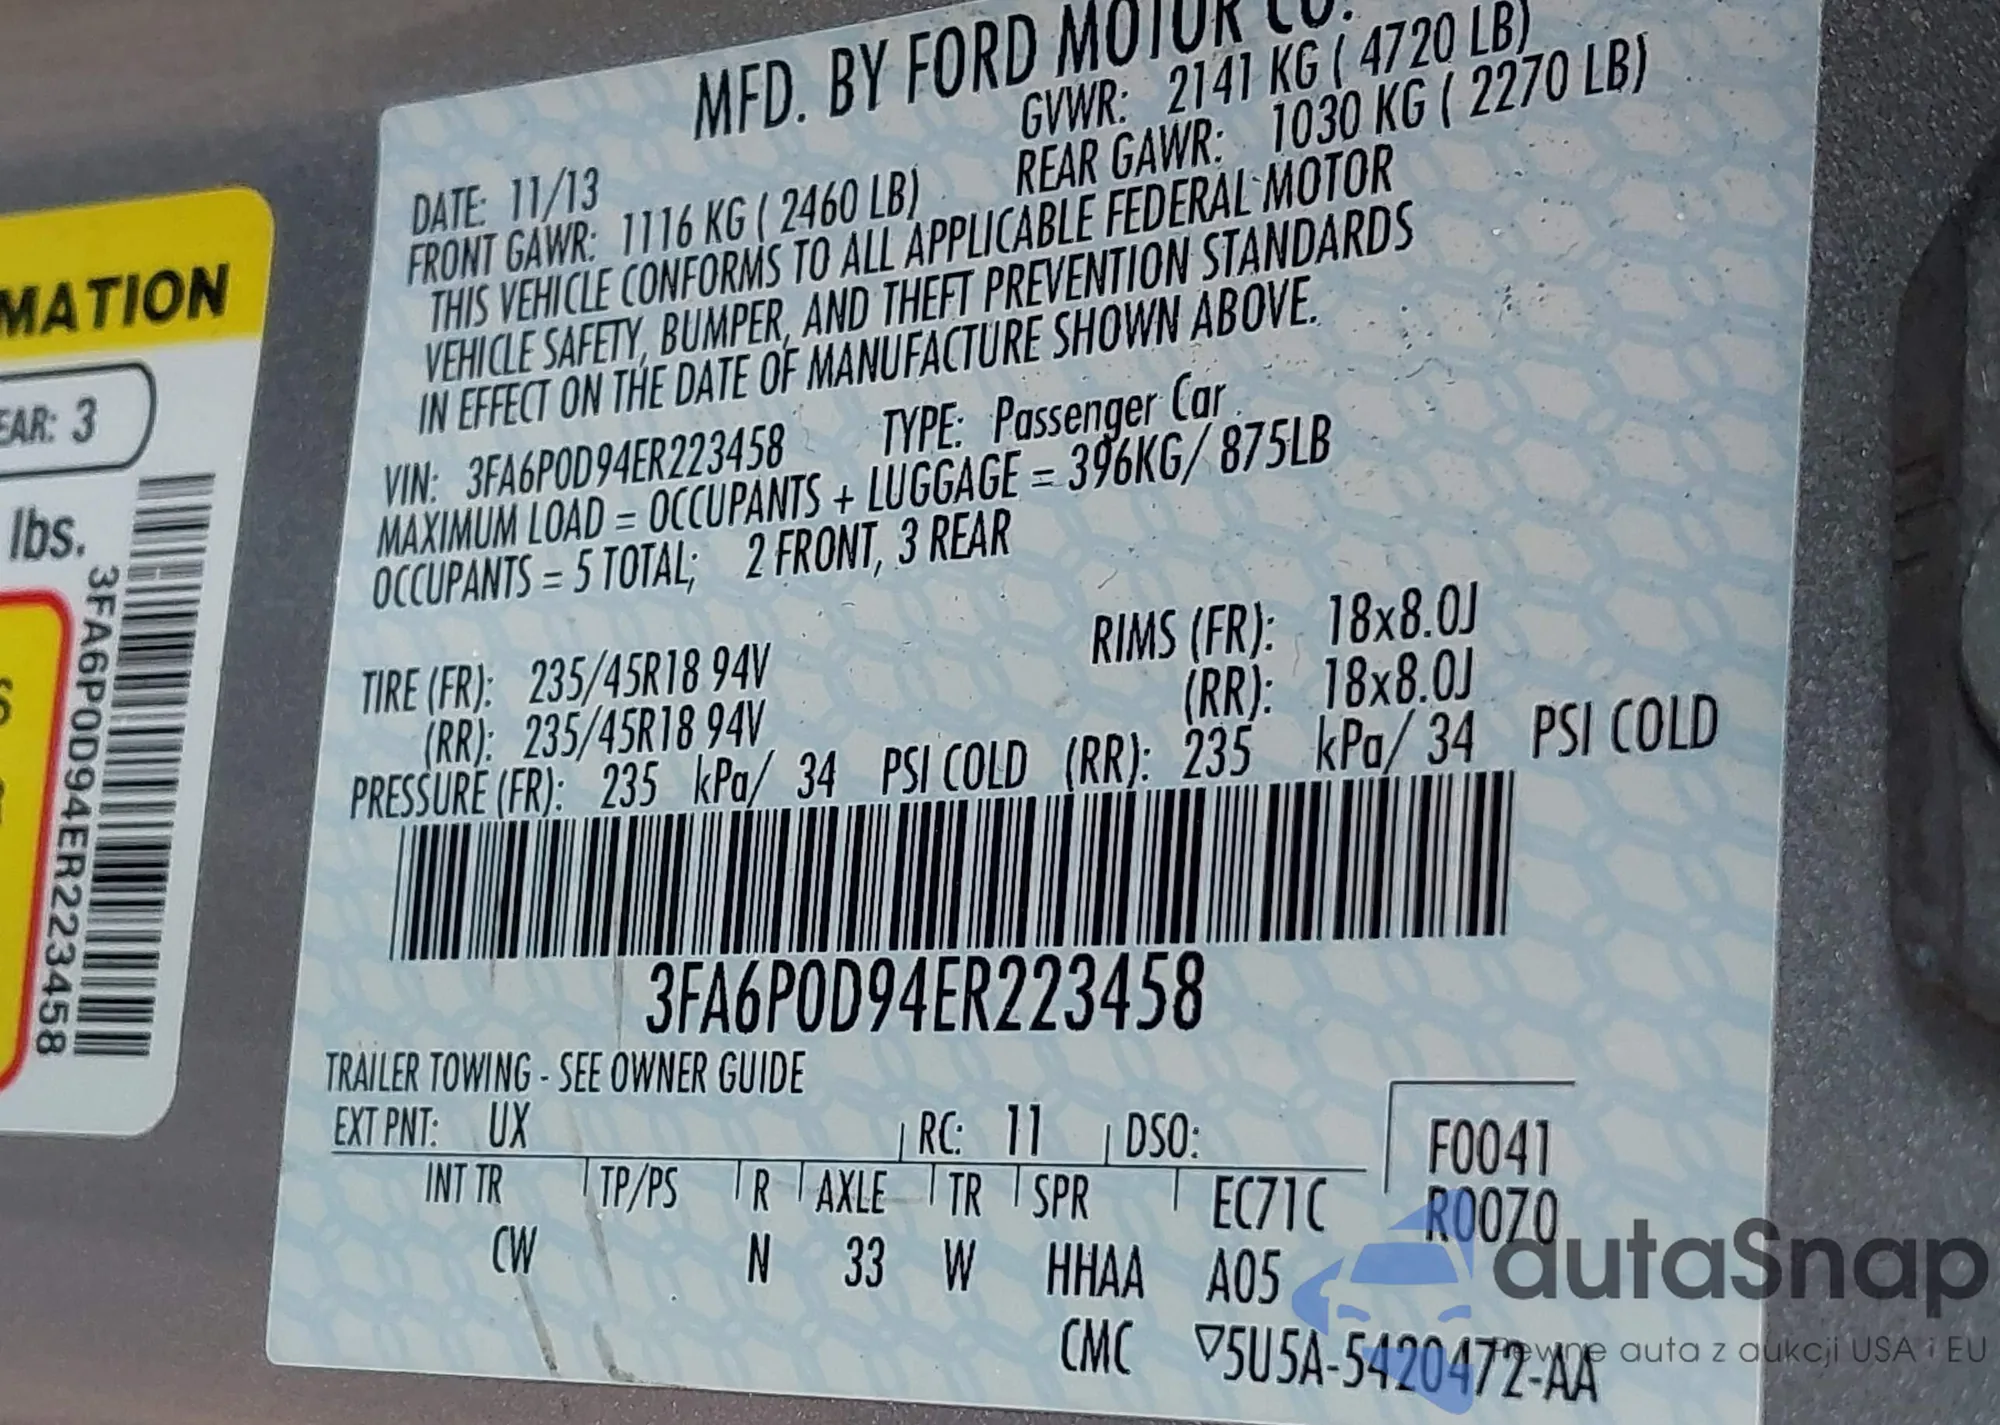 MFD. BY FORD MOTOR CO.
GVWR: 2141 KG ( 4720 LB)
DATE: 11/13
REAR GAWR: 1030 KG ( 2270 LB)
FRONT GAWR: 1116 KG ( 2460 LB)
THIS VEHICLE CONFORMS TO ALL APPLICABLE FEDERAL MOTOR
VEHICLE SAFETY, BUMPER, AND THEFT PREVENTION STANDARDS
IN EFFECT ON THE DATE OF MANUFACTURE SHOWN ABOVE.
VIN: 3FA6P0D94ER223458 TYPE: Passenger Car
MAXIMUM LOAD = OCCUPANTS + LUGGAGE = 396KG/ 875LB
OCCUPANTS = 5 TOTAL; 2 FRONT, 3 REAR
TIRE (FR): 235/45R18 94V RIMS (FR): 18x8.0J
(RR): 235/45R18 94V (RR): 18x8.0J
PRESSURE (FR): 235 kPa/ 34 PSI COLD (RR): 235 kPa/ 34 PSI COLD
3FA6P0D94ER223458
TRAILER TOWING - SEE OWNER GUIDE
EXT PNT: UX RC: 11 DSO: F0041
INT TR TP/PS R AXLE TR SPR EC71C R0070
CW N 33 W HHAA A05
CMC ▽5U5A-5420472-AA
MATION
EAR: 3
lbs.
3FA6P0D94ER223458
autaSnap
Pewne auta z aukcji USA i EU